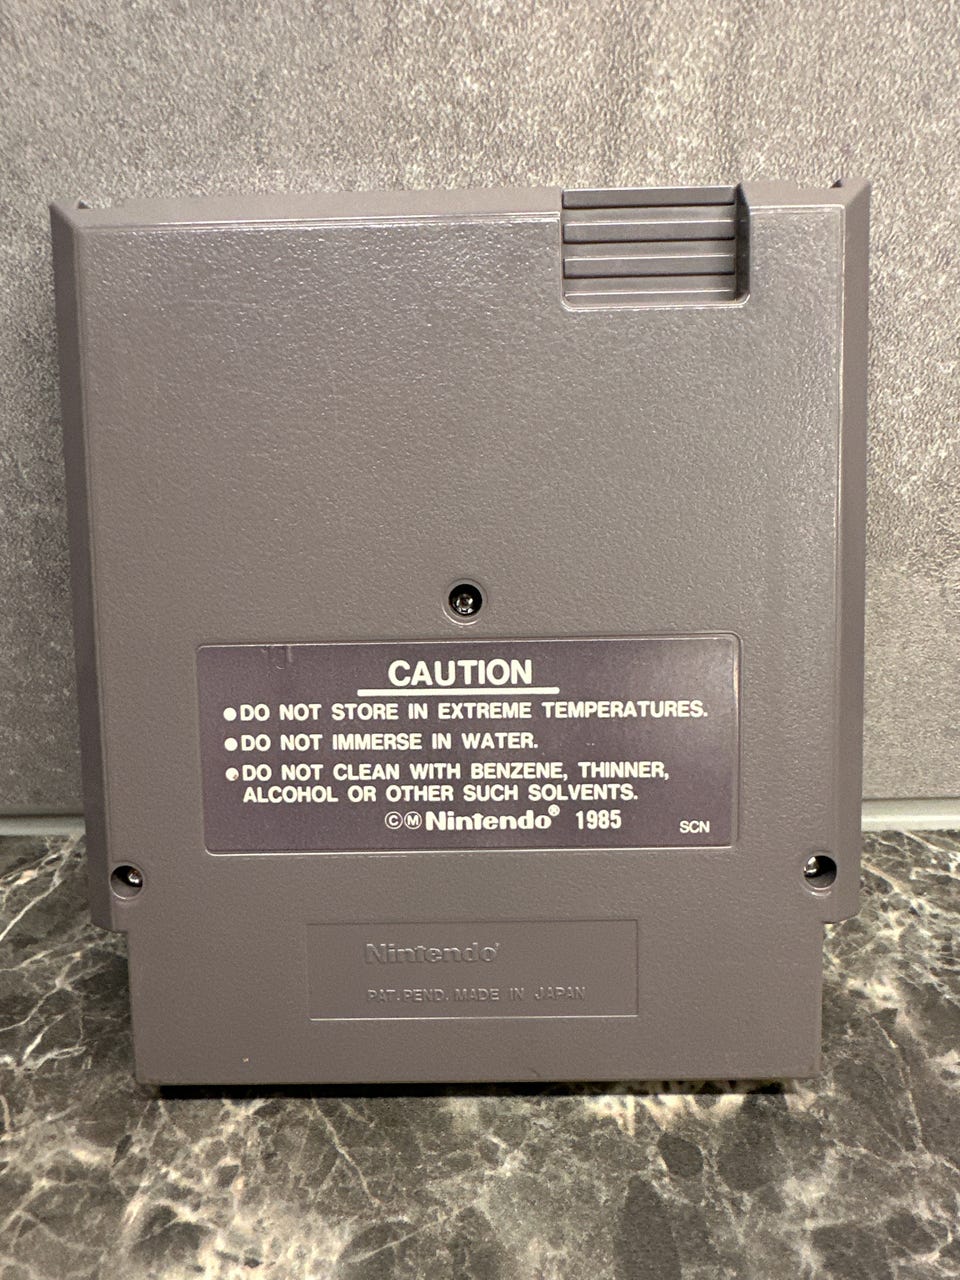 CAUTION
●DO NOT STORE IN EXTREME TEMPERATURES.
●DO NOT IMMERSE IN WATER.
●DO NOT CLEAN WITH BENZENE, THINNER,
ALCOHOL OR OTHER SUCH SOLVENTS.
©Ⓜ Nintendo® 1985 SCN
Nintendo®
PAT. PEND. MADE IN JAPAN